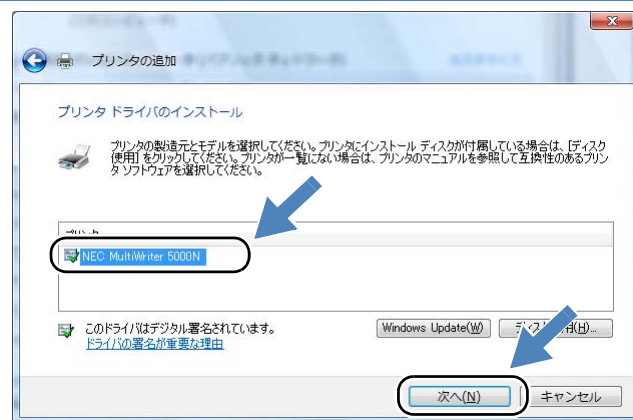 プリンタの追加
プリンタ ドライバのインストール
プリンタの製造元とモデルを選択してください。プリンタにインストール ディスクが付属している場合は、[ディスク
使用] をクリックしてください。プリンタが一覧にない場合は、プリンタのマニュアルを参照して互換性のあるプリン
タ ソフトウェアを選択してください。
プリンタ
NEC MultiWriter 5000N
このドライバはデジタル署名されています。
Windows Update(W)
ドライバの署名が重要な理由
次へ(N)
キャンセル